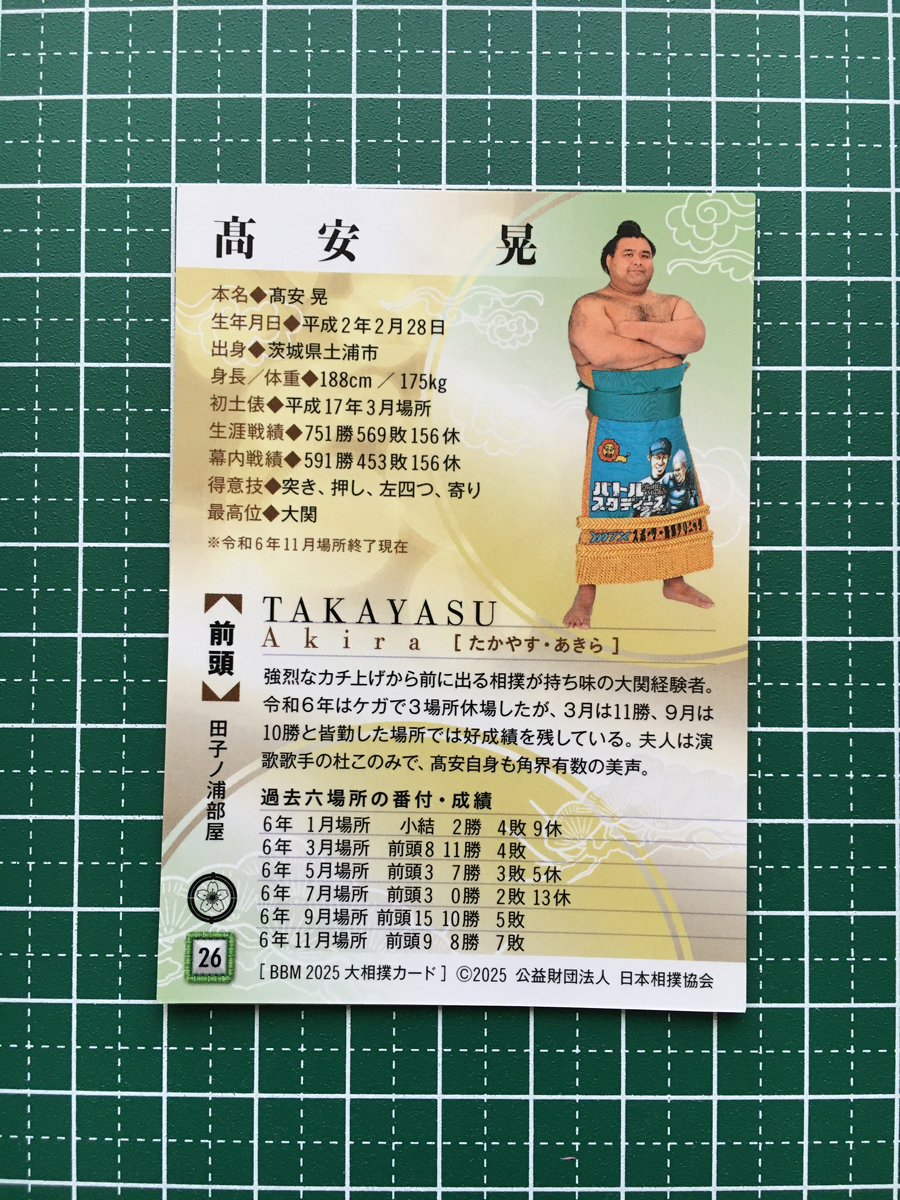 髙安 晃
本名◆髙安 晃
生年月日◆平成2年2月28日
出身◆茨城県土浦市
身長／体重◆188cm ／ 175kg
初土俵◆平成17年3月場所
生涯戦績◆751勝569敗156休
幕内戦績◆591勝453敗156休
得意技◆突き、押し、左四つ、寄り
最高位◆大関
※令和6年11月場所終了現在
バトル
スタディーズ
前頭
田子ノ浦部屋
TAKAYASU
Akira [ たかやす・あきら ]
強烈なカチ上げから前に出る相撲が持ち味の大関経験者。
令和6年はケガで3場所休場したが、3月は11勝、9月は
10勝と皆勤した場所では好成績を残している。夫人は演
歌歌手の杜このみで、髙安自身も角界有数の美声。
過去六場所の番付・成績
6年 1月場所 小結 2勝 4敗 9休
6年 3月場所 前頭8 11勝 4敗
6年 5月場所 前頭3 7勝 3敗 5休
6年 7月場所 前頭3 0勝 2敗 13休
6年 9月場所 前頭15 10勝 5敗
6年 11月場所 前頭9 8勝 7敗
26
[ BBM 2025 大相撲カード ] ©2025 公益財団法人 日本相撲協会